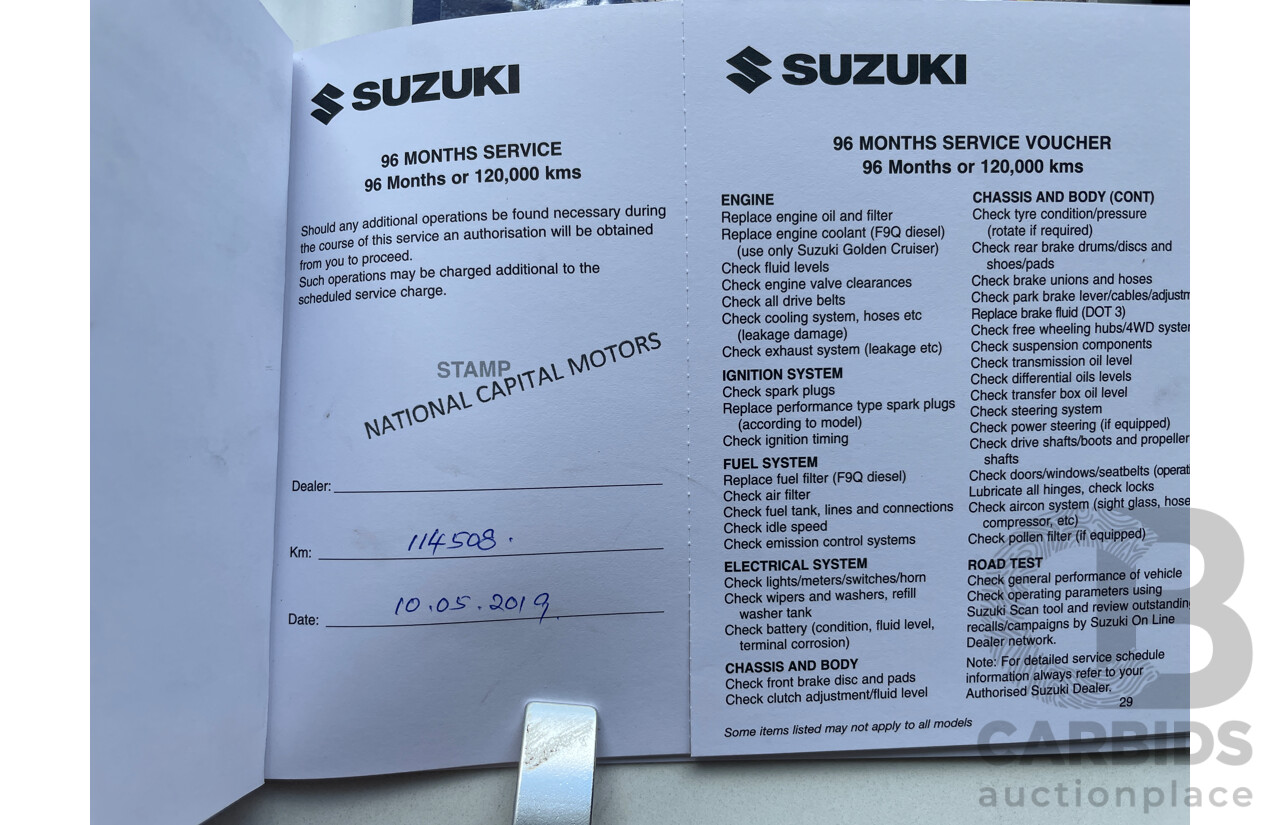 SUZUKI
96 MONTHS SERVICE
96 Months or 120,000 kms
Should any additional operations be found necessary during
the course of this service an authorisation will be obtained
from you to proceed.
Such operations may be charged additional to the
scheduled service charge.
STAMP
NATIONAL CAPITAL MOTORS
Dealer:
Km: 114508.
Date: 10.05.2019.
SUZUKI
96 MONTHS SERVICE VOUCHER
96 Months or 120,000 kms
ENGINE
Replace engine oil and filter
Replace engine coolant (F9Q diesel)
(use only Suzuki Golden Cruiser)
Check fluid levels
Check engine valve clearances
Check all drive belts
Check cooling system, hoses etc
(leakage damage)
Check exhaust system (leakage etc)
IGNITION SYSTEM
Check spark plugs
Replace performance type spark plugs
(according to model)
Check ignition timing
FUEL SYSTEM
Replace fuel filter (F9Q diesel)
Check air filter
Check fuel tank, lines and connections
Check idle speed
Check emission control systems
ELECTRICAL SYSTEM
Check lights/meters/switches/horn
Check wipers and washers, refill
washer tank
Check battery (condition, fluid level,
terminal corrosion)
CHASSIS AND BODY
Check front brake disc and pads
Check clutch adjustment/fluid level
Some items listed may not apply to all models
CHASSIS AND BODY (CONT)
Check tyre condition/pressure
(rotate if required)
Check rear brake drums/discs and
shoes/pads
Check brake unions and hoses
Check park brake lever/cables/adjustn
Replace brake fluid (DOT 3)
Check free wheeling hubs/4WD syster
Check suspension components
Check transmission oil level
Check differential oils levels
Check transfer box oil level
Check steering system
Check power steering (if equipped)
Check drive shafts/boots and propeller
shafts
Check doors/windows/seatbelts (operati
Lubricate all hinges, check locks
Check aircon system (sight glass, hose
compressor, etc)
Check pollen filter (if equipped)
ROAD TEST
Check general performance of vehicle
Check operating parameters using
Suzuki Scan tool and review outstanding
recalls/campaigns by Suzuki On Line
Dealer network.
Note: For detailed service schedule
information always refer to your
Authorised Suzuki Dealer.
29
CARBIDS
auctionplace